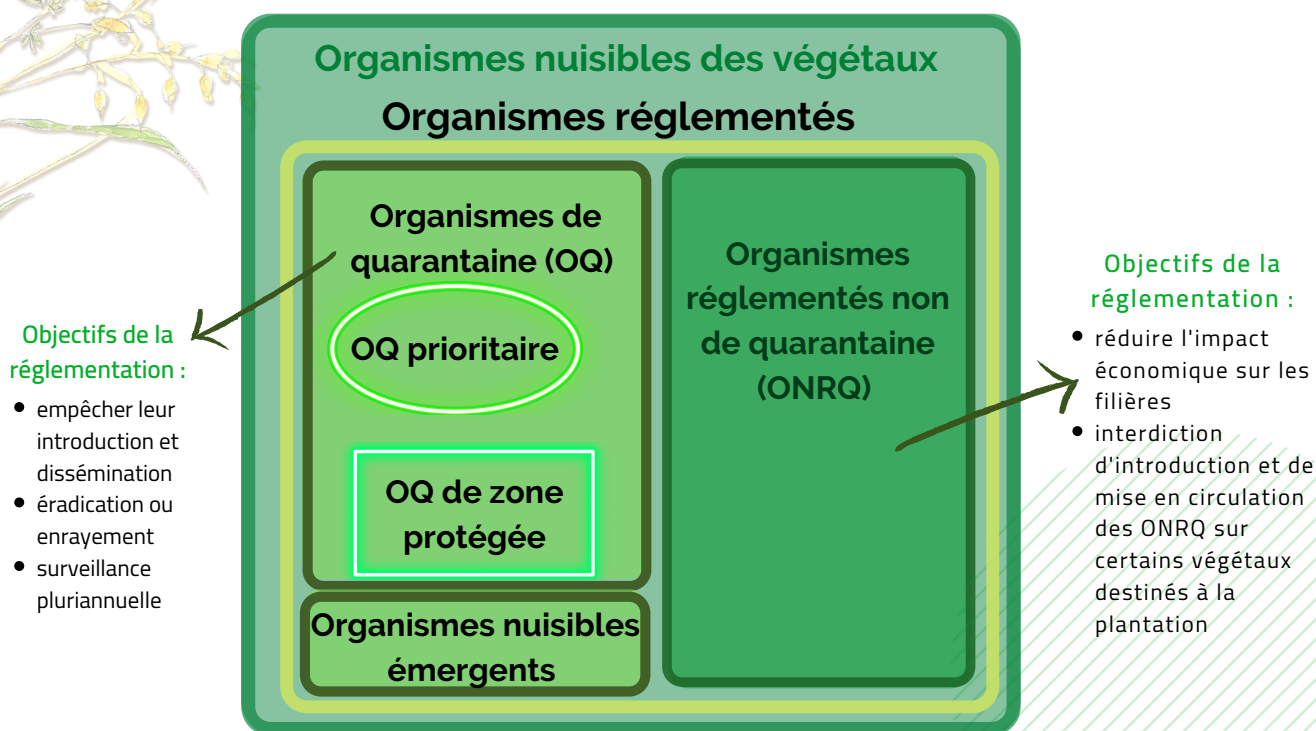 Organismes nuisibles des végétaux
Organismes réglementés
Organismes de
quarantaine (OQ)
OQ prioritaire
OQ de zone
protégée
Organismes nuisibles
émergents
Organismes
réglementés non
de quarantaine
(ONRQ)
Objectifs de la
réglementation :
• empêcher leur
introduction et
dissémination
• éradication ou
enrayement
• surveillance
pluriannuelle
Objectifs de la
réglementation :
• réduire l'impact
économique sur les
filières
• interdiction
d'introduction et de
mise en circulation
des ONRQ sur
certains végétaux
destinés à la
plantation